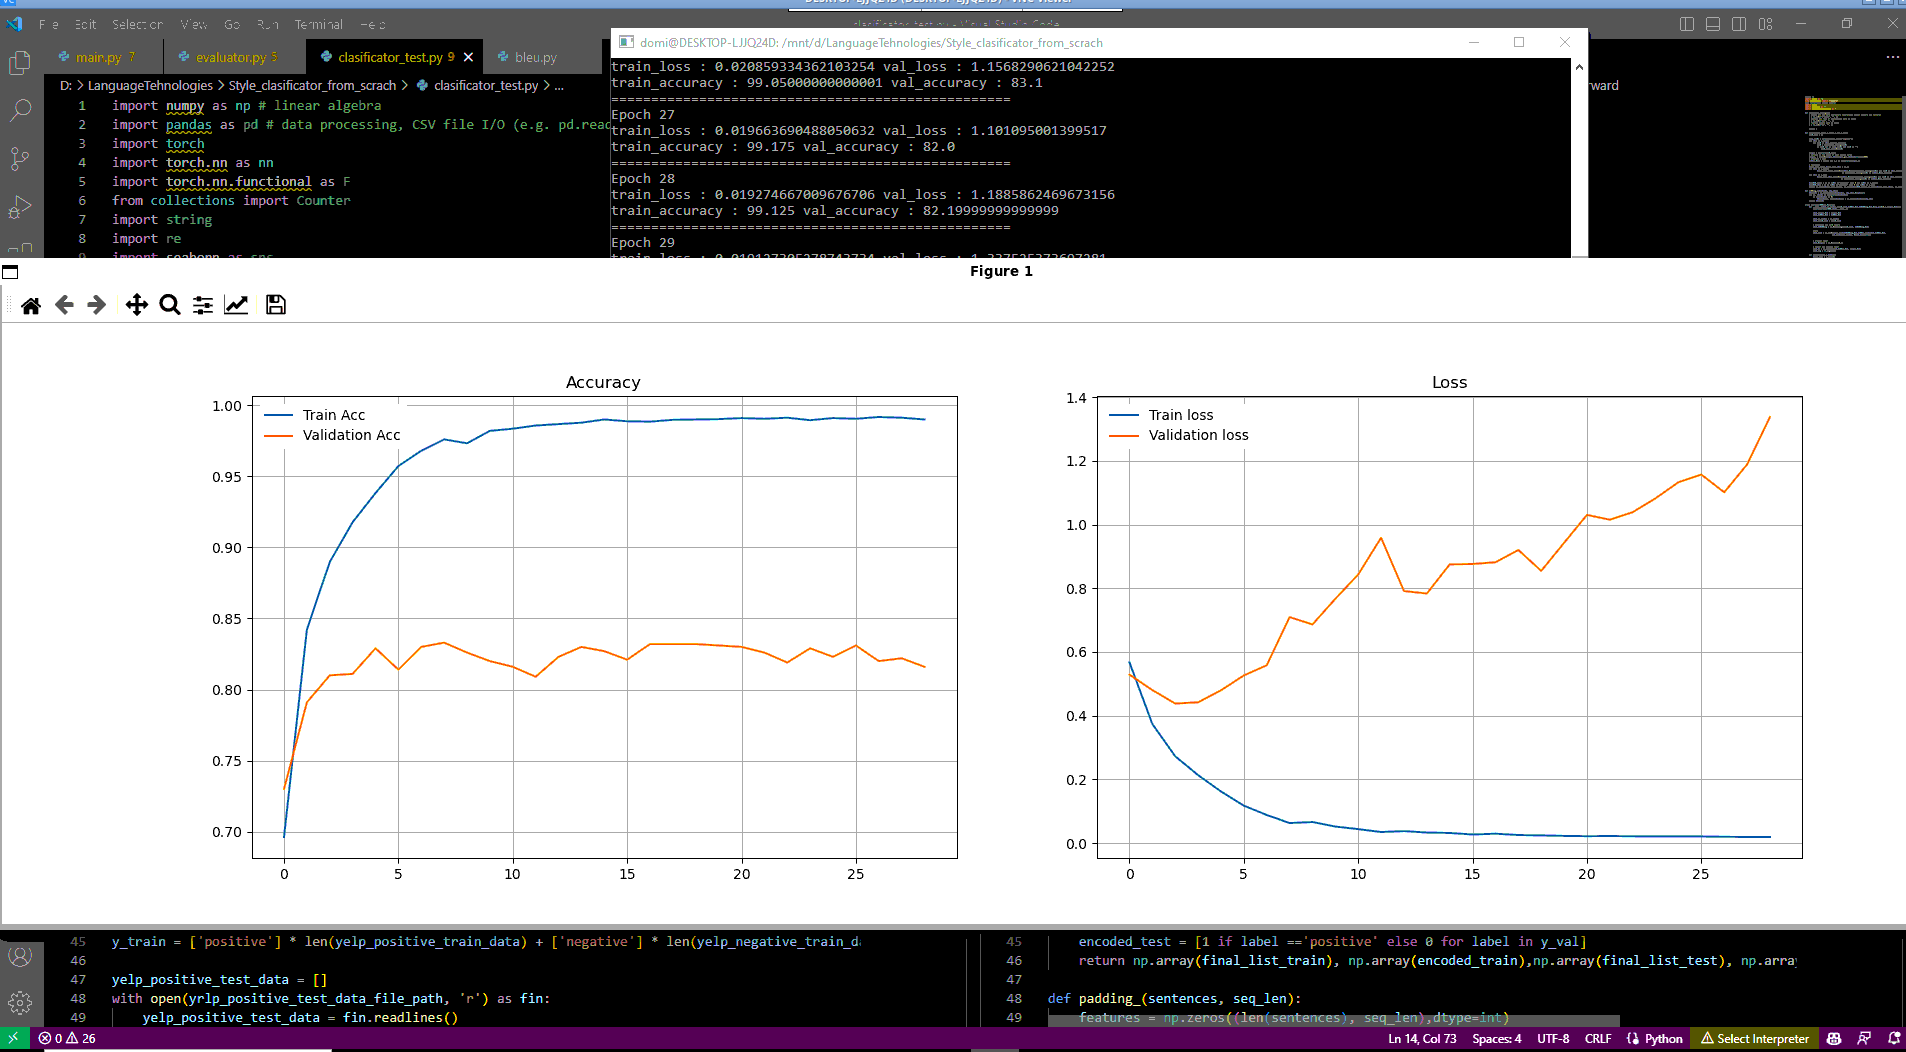 File Edit Selection View Go Run Terminal Help
domi@DESKTOP-LJJQ24D: /mnt/d/LanguageTehnologies/Style_clasificator_from_scrach
main.py 7
evaluator.py 5
clasificator_test.py 9
bleu.py
D: > LanguageTehnologies > Style_clasificator_from_scrach > clasificator_test.py > ...
ward
1 import numpy as np # linear algebra
2 import pandas as pd # data processing, CSV file I/O (e.g. pd.read
3 import torch
4 import torch.nn as nn
5 import torch.nn.functional as F
6 from collections import Counter
7 import string
8 import re
9 import seaborn as sns
train_loss : 0.020859334362103254 val_loss : 1.1568290621042252
train_accuracy : 99.05000000000001 val_accuracy : 83.1
==================================================
Epoch 27
train_loss : 0.019663690488050632 val_loss : 1.101095001399517
train_accuracy : 99.175 val_accuracy : 82.0
==================================================
Epoch 28
train_loss : 0.019274667009676706 val_loss : 1.1885862469673156
train_accuracy : 99.125 val_accuracy : 82.19999999999999
==================================================
Epoch 29
Figure 1
Accuracy
Train Acc
Validation Acc
1.00
0.95
0.90
0.85
0.80
0.75
0.70
0 5 10 15 20 25
Loss
Train loss
Validation loss
1.4
1.2
1.0
0.8
0.6
0.4
0.2
0.0
0 5 10 15 20 25
45 y_train = ['positive'] * len(yelp_positive_train_data) + ['negative'] * len(yelp_negative_train_da
46
47 yelp_positive_test_data = []
48 with open(yrlp_positive_test_data_file_path, 'r') as fin:
49 yelp_positive_test_data = fin.readlines()
45 encoded_test = [1 if label =='positive' else 0 for label in y_val]
46 return np.array(final_list_train), np.array(encoded_train),np.array(final_list_test), np.array
47
48 def padding_(sentences, seq_len):
49 features = np.zeros((len(sentences), seq_len),dtype=int)
0 26
Ln 14, Col 73 Spaces: 4 UTF-8 CRLF Python Select Interpreter